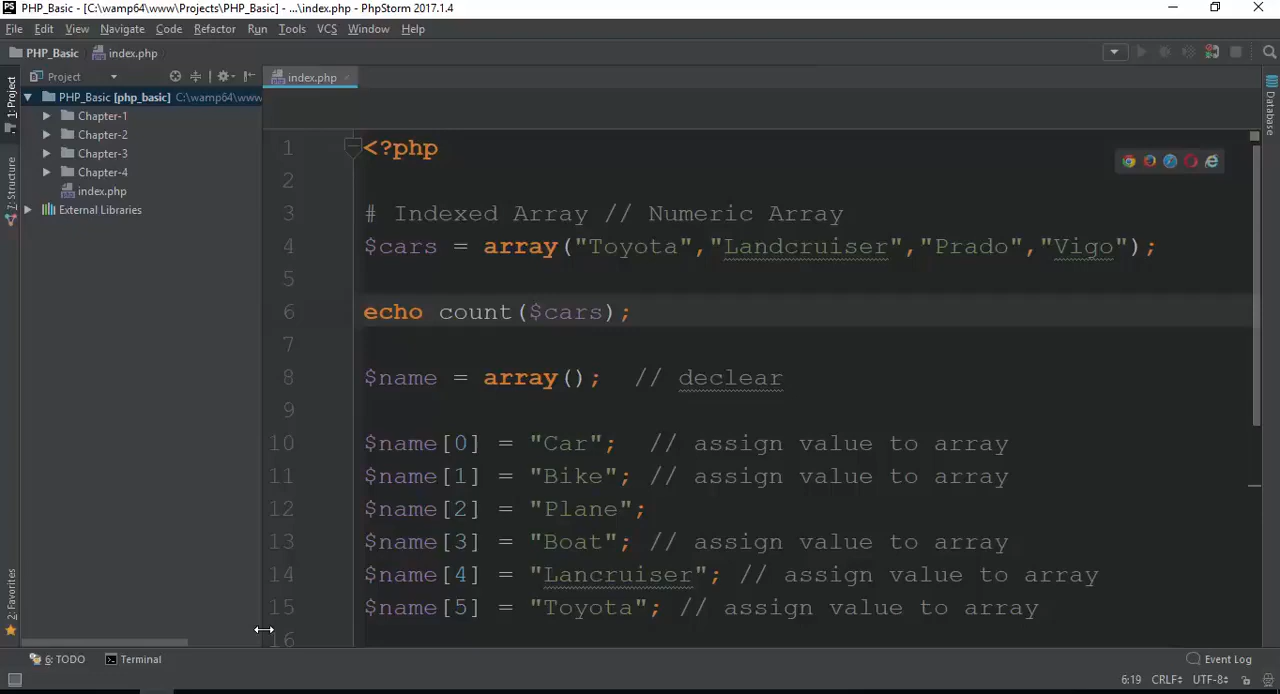 PHP_Basic - [C:\wamp64\www\Projects\PHP_Basic] - ...\index.php - PhpStorm 2017.1.4
File Edit View Navigate Code Refactor Run Tools VCS Window Help
PHP_Basic index.php
1: Project
7: Structure
2: Favorites
Project
PHP_Basic [php_basic] C:\wamp64\www
Chapter-1
Chapter-2
Chapter-3
Chapter-4
index.php
External Libraries
index.php
1 <?php
2
3 # Indexed Array // Numeric Array
4 $cars = array("Toyota","Landcruiser","Prado","Vigo");
5
6 echo count($cars);
7
8 $name = array(); // declear
9
10 $name[0] = "Car"; // assign value to array
11 $name[1] = "Bike"; // assign value to array
12 $name[2] = "Plane";
13 $name[3] = "Boat"; // assign value to array
14 $name[4] = "Lancruiser"; // assign value to array
15 $name[5] = "Toyota"; // assign value to array
16
Database
6: TODO Terminal Event Log
6:19 CRLF UTF-8